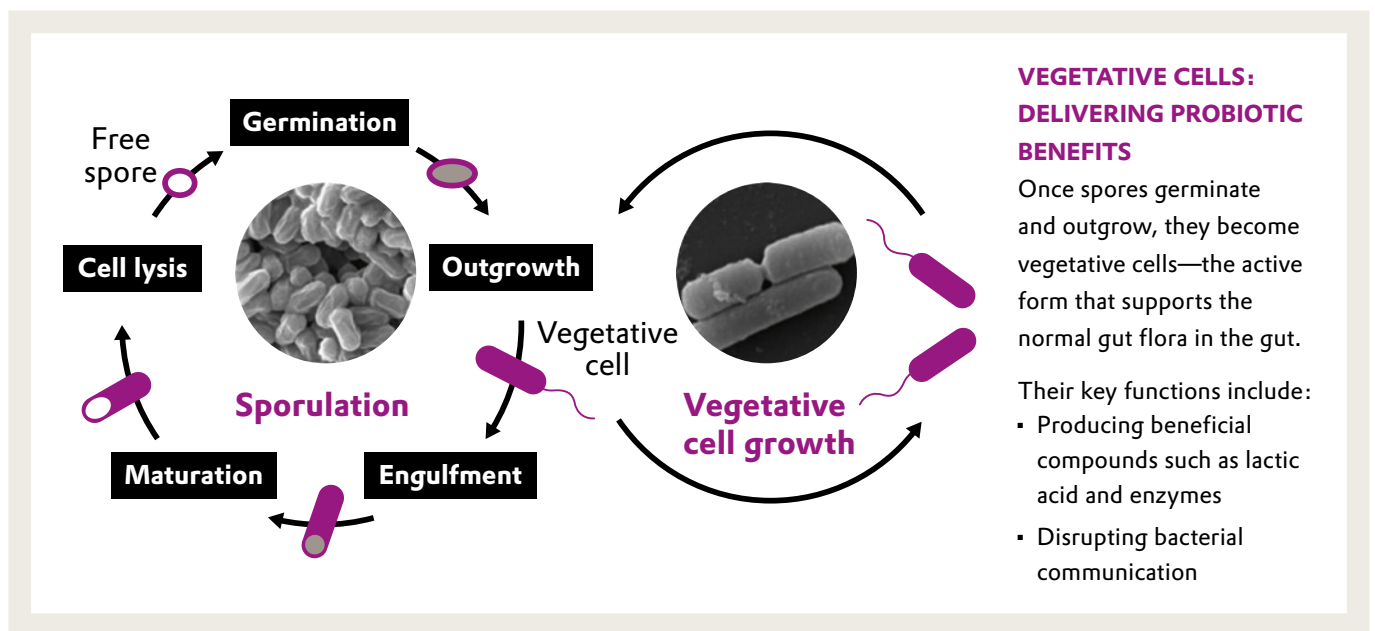 Germination
Free
spore
Cell lysis
Outgrowth
Vegetative
cell
Sporulation
Maturation
Engulfment
Vegetative
cell growth
VEGETATIVE CELLS:
DELIVERING PROBIOTIC
BENEFITS
Once spores germinate
and outgrow, they become
vegetative cells—the active
form that supports the
normal gut flora in the gut.
Their key functions include:
▪ Producing beneficial
compounds such as lactic
acid and enzymes
▪ Disrupting bacterial
communication